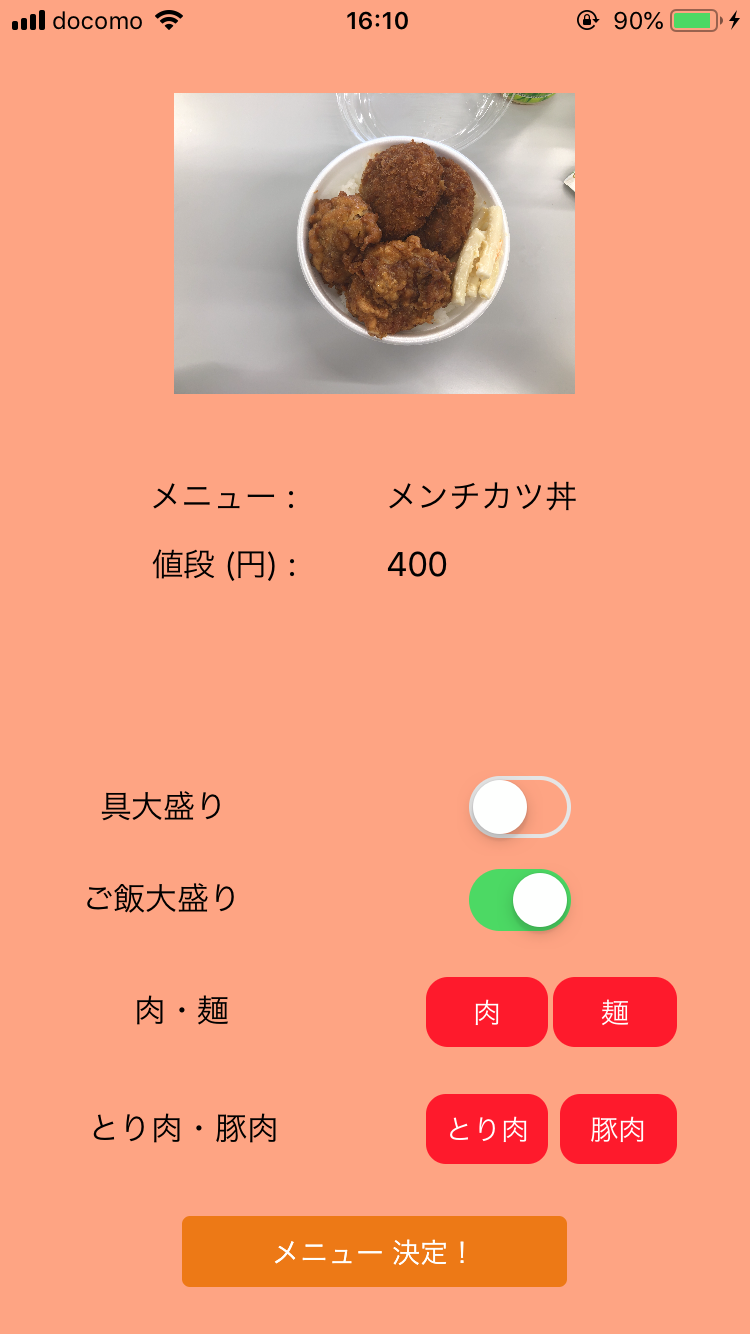 docomo 16:10 90%
メニュー : メンチカツ丼
値段 (円) : 400
具大盛り
ご飯大盛り
肉・麺 肉 麺
とり肉・豚肉 とり肉 豚肉
メニュー 決定！